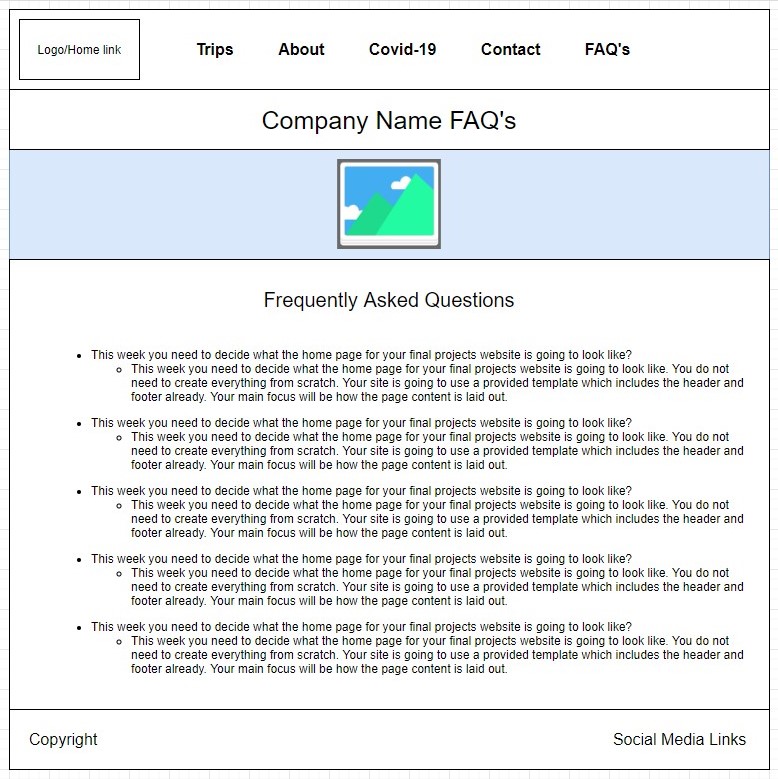 Logo/Home link Trips About Covid-19 Contact FAQ's
Company Name FAQ's
Frequently Asked Questions
This week you need to decide what the home page for your final projects website is going to look like?
This week you need to decide what the home page for your final projects website is going to look like. You do not
need to create everything from scratch. Your site is going to use a provided template which includes the header and
footer already. Your main focus will be how the page content is laid out.
This week you need to decide what the home page for your final projects website is going to look like?
This week you need to decide what the home page for your final projects website is going to look like. You do not
need to create everything from scratch. Your site is going to use a provided template which includes the header and
footer already. Your main focus will be how the page content is laid out.
This week you need to decide what the home page for your final projects website is going to look like?
This week you need to decide what the home page for your final projects website is going to look like. You do not
need to create everything from scratch. Your site is going to use a provided template which includes the header and
footer already. Your main focus will be how the page content is laid out.
This week you need to decide what the home page for your final projects website is going to look like?
This week you need to decide what the home page for your final projects website is going to look like. You do not
need to create everything from scratch. Your site is going to use a provided template which includes the header and
footer already. Your main focus will be how the page content is laid out.
This week you need to decide what the home page for your final projects website is going to look like?
This week you need to decide what the home page for your final projects website is going to look like. You do not
need to create everything from scratch. Your site is going to use a provided template which includes the header and
footer already. Your main focus will be how the page content is laid out.
Copyright Social Media Links